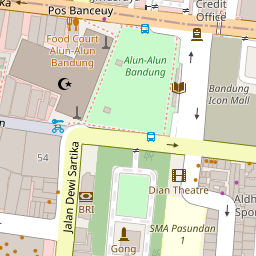 Pos Banceuy
Credit
Office
Food Court
Alun-Alun
Bandung
Alun-Alun
Bandung
Bandung
Icon Mall
54
Jalan Dewi Sartika
Dian Theatre
BRI
Aldh
Spor
SMA Pasundan
1
Gong